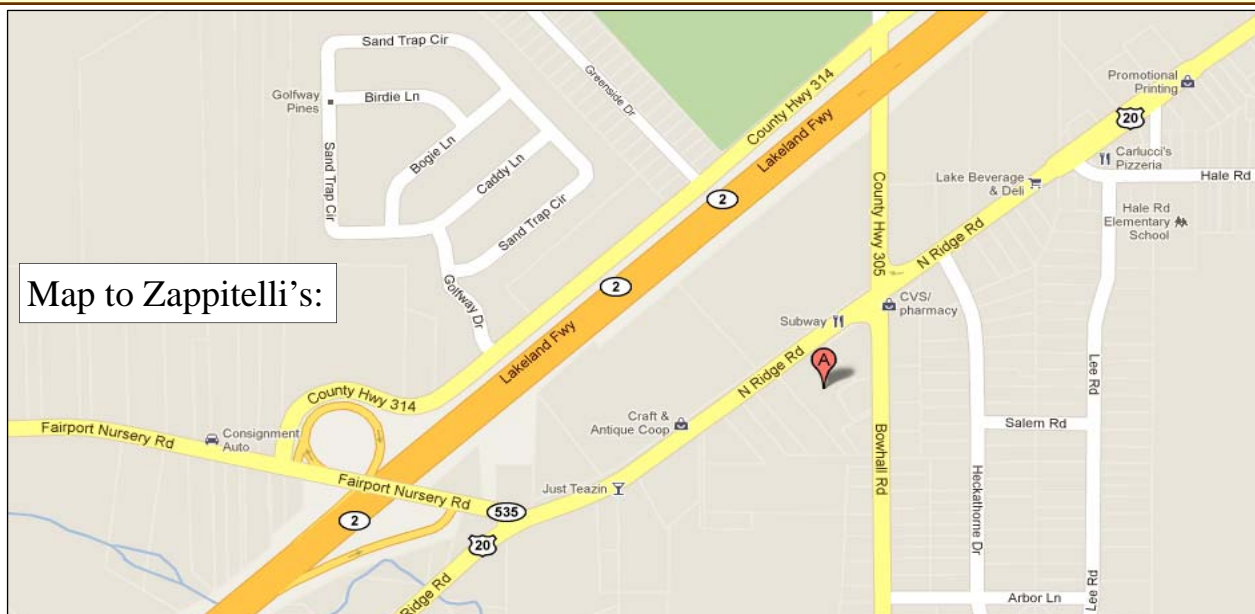 Sand Trap Cir
Greenside Dr
County Hwy 314
Lakeland Fwy
Promotional
Printing
20
Golfway
Pines
Birdie Ln
Bogie Ln
Caddy Ln
Sand Trap Cir
Sand Trap Cir
2
County Hwy 305
Lake Beverage
& Deli
Carlucci's
Pizzeria
Hale Rd
Hale Rd
Elementary
School
N Ridge Rd
Map to Zappitelli's:
Golfway Dr
2
Lakeland Fwy
CVS/
pharmacy
Subway
A
N Ridge Rd
Lee Rd
County Hwy 314
Craft &
Antique Coop
Salem Rd
Fairport Nursery Rd
Consignment
Auto
Bowhall Rd
Heckathorne Dr
Fairport Nursery Rd
Just Teazin
535
2
20
Ridge Rd
Arbor Ln
Lee Rd